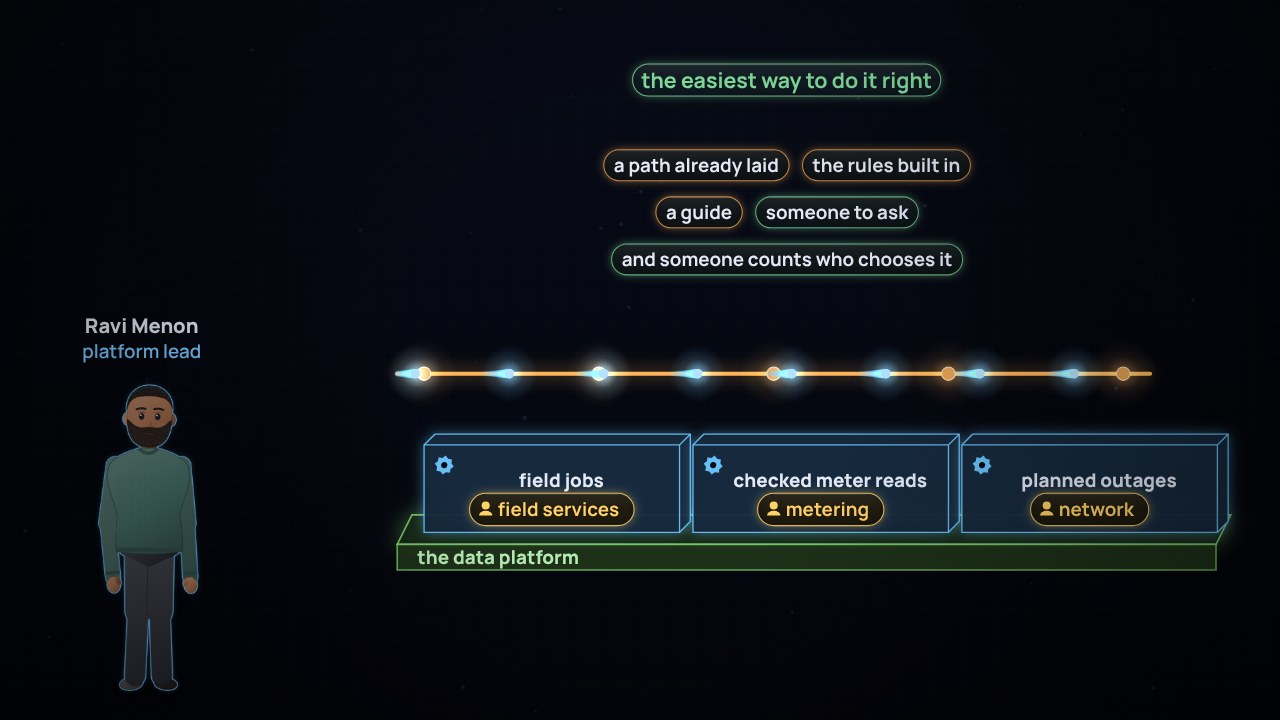 the easiest way to do it right
a path already laid
the rules built in
a guide
someone to ask
and someone counts who chooses it
Ravi Menon
platform lead
field jobs
field services
checked meter reads
metering
planned outages
network
the data platform